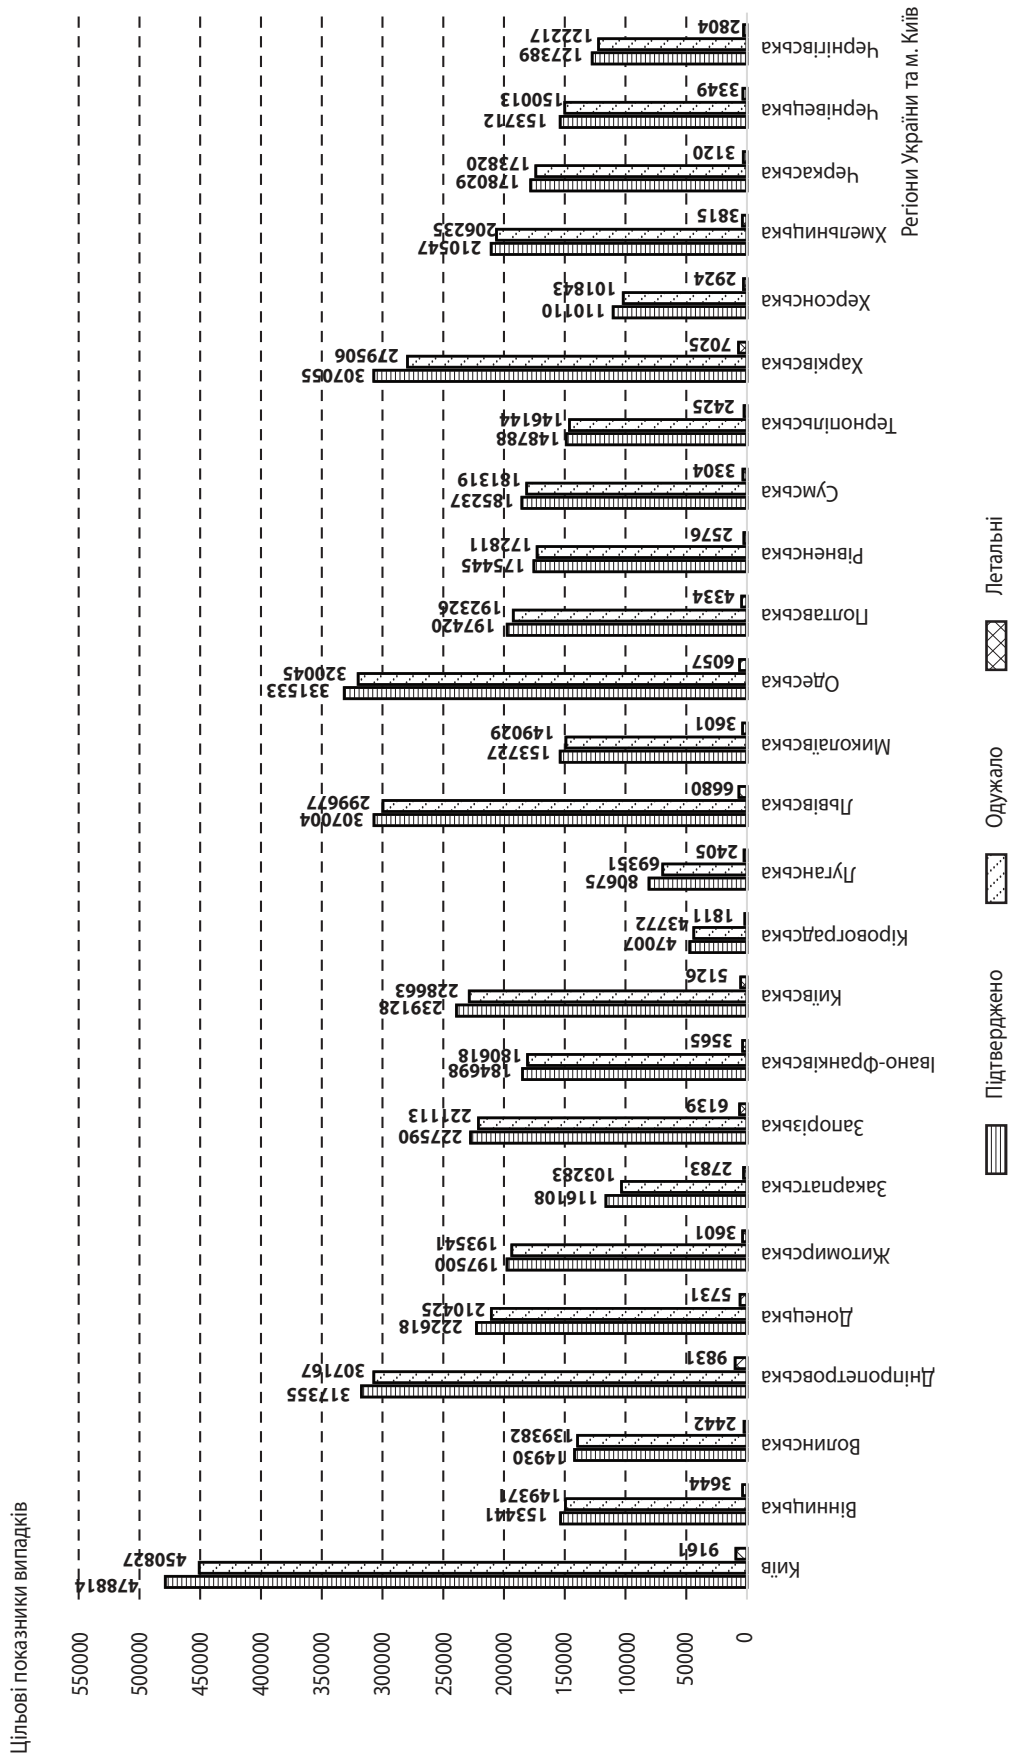 Цільові показники випадків
550000
500000
450000
400000
350000
300000
250000
200000
150000
100000
50000
0
478814
450827
9161
Київ
153441
149371
3644
Вінницька
14930
139382
2442
Волинська
317355
307167
9831
Дніпропетровська
222618
210425
5731
Донецька
197500
193541
3601
Житомирська
116108
103283
2783
Закарпатська
227590
221113
6139
Запорізька
184698
180618
3565
Івано-Франківська
239128
228663
5126
Київська
47007
43772
1811
Кіровоградська
80675
69351
2405
Луганська
307004
299677
6680
Львівська
153727
149029
3601
Миколаївська
331533
320045
6057
Одеська
197420
192326
4334
Полтавська
175445
172811
2576
Рівненська
185237
181319
3304
Сумська
148788
146144
2425
Тернопільська
307055
279506
7025
Харківська
110110
101843
2924
Херсонська
210547
206235
3815
Хмельницька
178029
173820
3120
Черкаська
153712
150013
3349
Чернівецька
127389
122217
2804
Чернігівська
Регіони України та м. Київ
Підтверджено
Одужало
Летальні